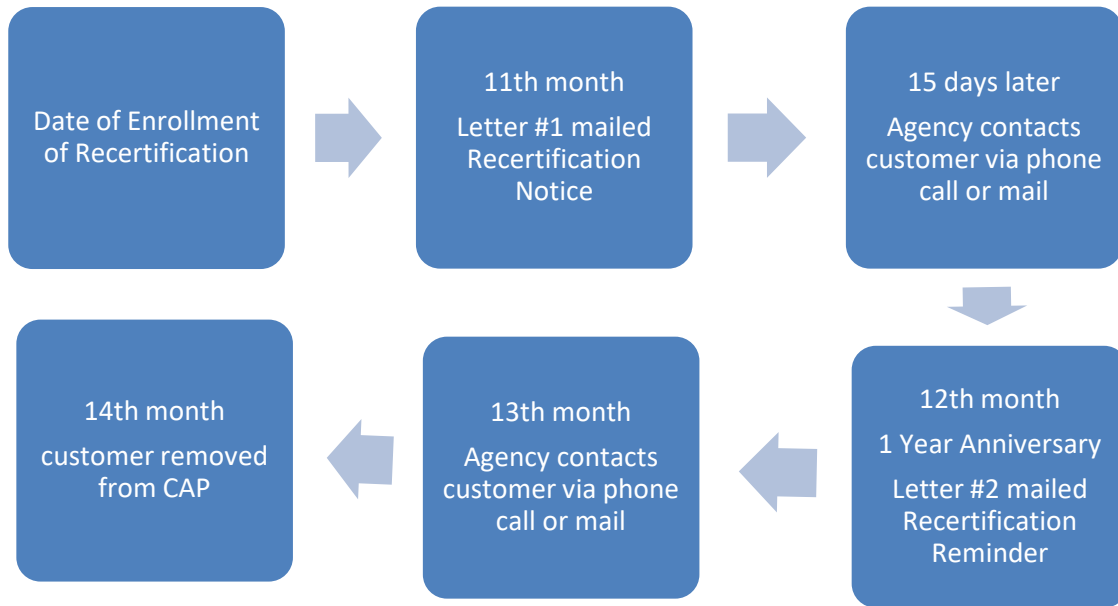 Date of Enrollment
of Recertification
11th month
Letter #1 mailed
Recertification
Notice
15 days later
Agency contacts
customer via phone
call or mail
12th month
1 Year Anniversary
Letter #2 mailed
Recertification
Reminder
13th month
Agency contacts
customer via phone
call or mail
14th month
customer removed
from CAP